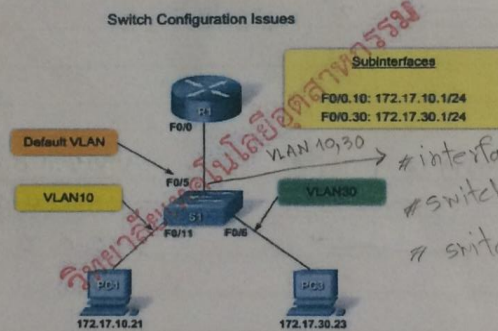 Switch Configuration Issues
Subinterfaces
F0/0.10: 172.17.10.1/24
F0/0.30: 172.17.30.1/24
R1
F0/0
Default VLAN
VLAN 10,30
F0/5
VLAN10
VLAN30
S1
F0/11
F0/6
PC1
PC3
172.17.10.21
172.17.30.23
# interfa
# switch
# switc